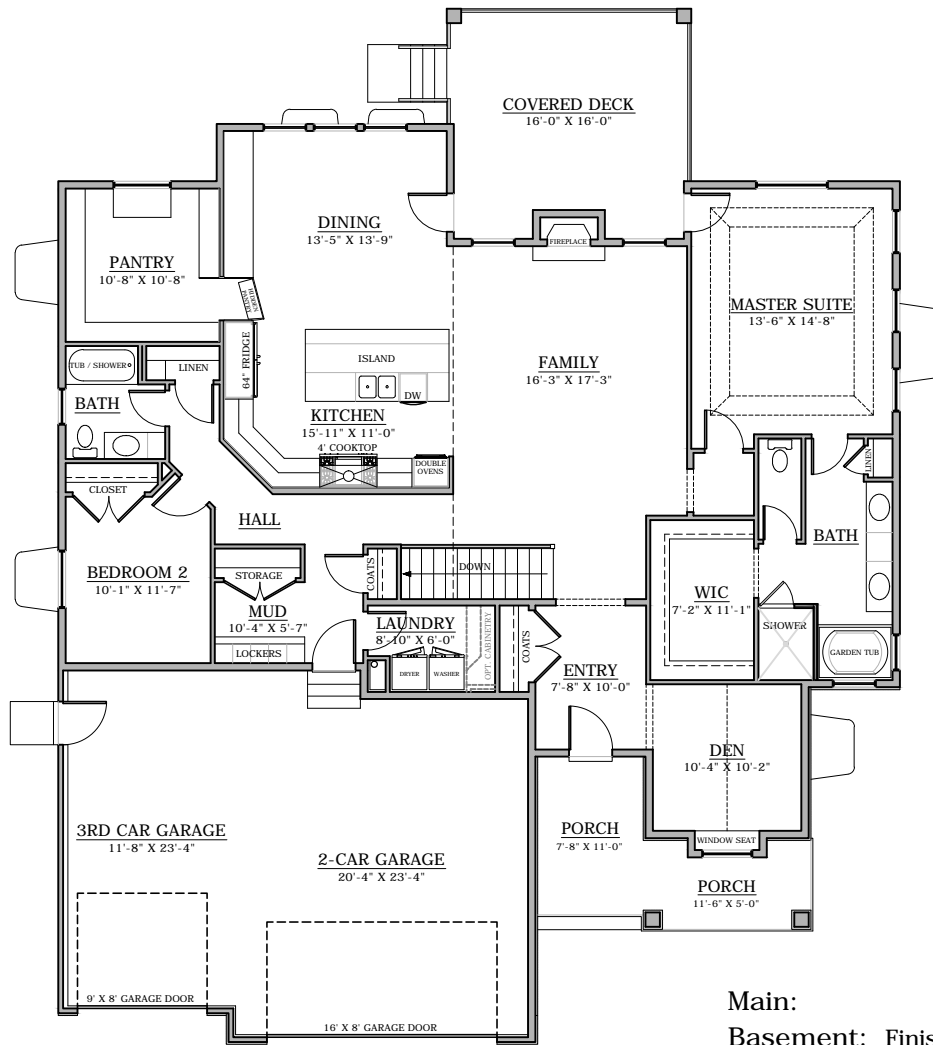 COVERED DECK
16'-0" X 16'-0"
DINING
13'-5" X 13'-9"
FIREPLACE
PANTRY
10'-8" X 10'-8"
HIDDEN
PANTRY
MASTER SUITE
13'-6" X 14'-8"
64" FRIDGE
ISLAND
DW
FAMILY
16'-3" X 17'-3"
TUB / SHOWER
LINEN
BATH
KITCHEN
15'-11" X 11'-0"
4' COOKTOP
DOUBLE
OVENS
LINEN
CLOSET
HALL
BATH
BEDROOM 2
10'-1" X 11'-7"
STORAGE
COATS
DOWN
MUD
10'-4" X 5'-7"
LOCKERS
LAUNDRY
8'-10" X 6'-0"
DRYER
WASHER
OPT. CABINETRY
COATS
WIC
7'-2" X 11'-1"
SHOWER
GARDEN TUB
ENTRY
7'-8" X 10'-0"
DEN
10'-4" X 10'-2"
WINDOW SEAT
3RD CAR GARAGE
11'-8" X 23'-4"
2-CAR GARAGE
20'-4" X 23'-4"
PORCH
7'-8" X 11'-0"
PORCH
11'-6" X 5'-0"
9' X 8' GARAGE DOOR
16' X 8' GARAGE DOOR
Main:
Basement: Finis